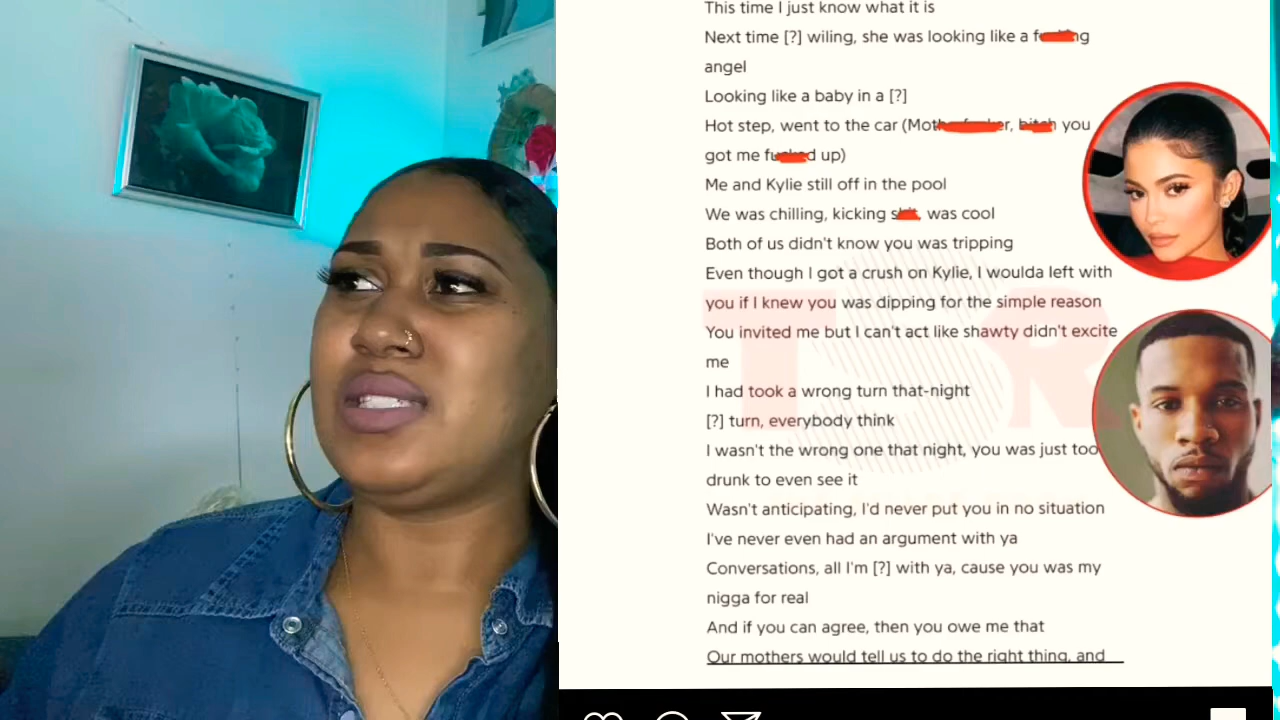 This time I just know what it is
Next time [?] wiling, she was looking like a f ng
angel
Looking like a baby in a [?]
Hot step, went to the car (Moth er, b h you
got me fu d up)
Me and Kylie still off in the pool
We was chilling, kicking s , was cool
Both of us didn't know you was tripping
Even though I got a crush on Kylie, I woulda left with
you if I knew you was dipping for the simple reason
You invited me but I can't act like shawty didn't excite
me
I had took a wrong turn that-night
[?] turn, everybody think
I wasn't the wrong one that night, you was just too
drunk to even see it
Wasn't anticipating, I'd never put you in no situation
I've never even had an argument with ya
Conversations, all I'm [?] with ya, cause you was my
nigga for real
And if you can agree, then you owe me that
Our mothers would tell us to do the right thing, and
TSR